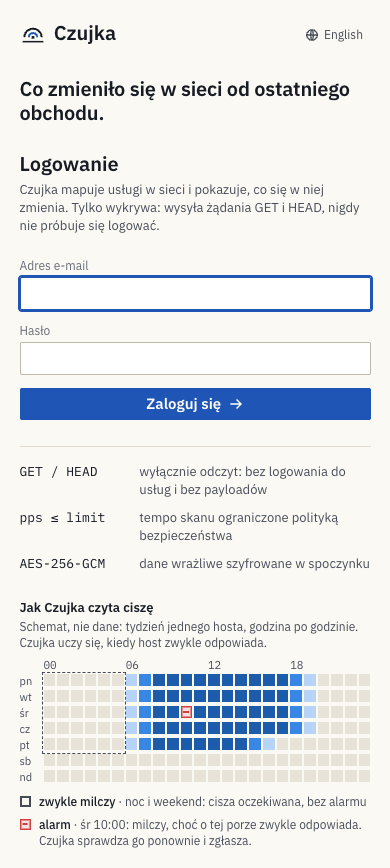 Czujka
English
Co zmieniło się w sieci od ostatniego
obchodu.
Logowanie
Czujka mapuje usługi w sieci i pokazuje, co się w niej
zmienia. Tylko wykrywa: wysyła żądania GET i HEAD, nigdy
nie próbuje się logować.
Adres e-mail
Hasło
Zaloguj się →
GET / HEAD
wyłącznie odczyt: bez logowania do
usług i bez payloadów
pps ≤ limit
tempo skanu ograniczone polityką
bezpieczeństwa
AES-256-GCM
dane wrażliwe szyfrowane w spoczynku
Jak Czujka czyta ciszę
Schemat, nie dane: tydzień jednego hosta, godzina po godzinie.
Czujka uczy się, kiedy host zwykle odpowiada.
00 06 12 18
pn
wt
śr
cz
pt
sb
nd
zwykle milczy · noc i weekend: cisza oczekiwana, bez alarmu
alarm · śr 10:00: milczy, choć o tej porze zwykle odpowiada.
Czujka sprawdza go ponownie i zgłasza.